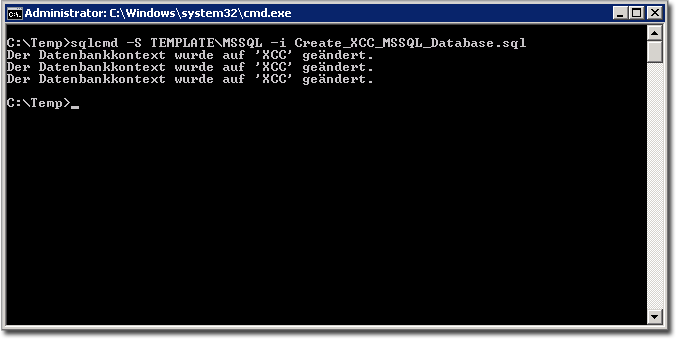 Administrator: C:\Windows\system32\cmd.exe
C:\Temp>sqlcmd -S TEMPLATE\MSSQL -i Create_XCC_MSSQL_Database.sql
Der Datenbankkontext wurde auf 'XCC' geändert.
Der Datenbankkontext wurde auf 'XCC' geändert.
Der Datenbankkontext wurde auf 'XCC' geändert.
C:\Temp>_